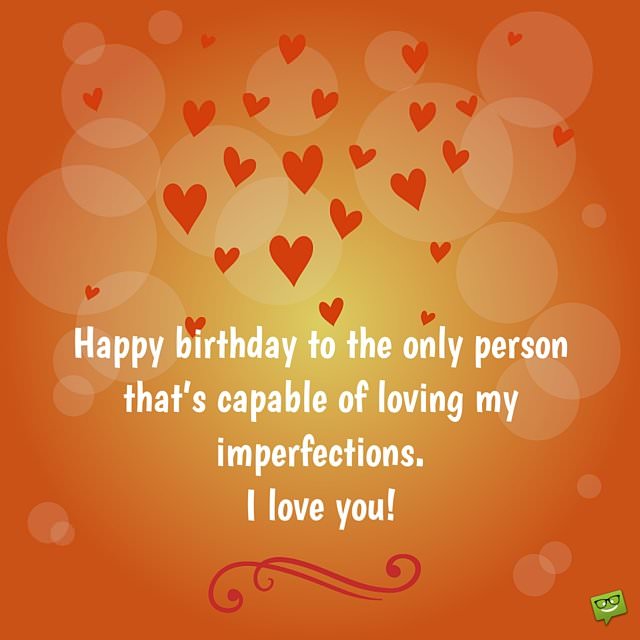 Happy birthday to the only person
that's capable of loving my
imperfections.
I love you!